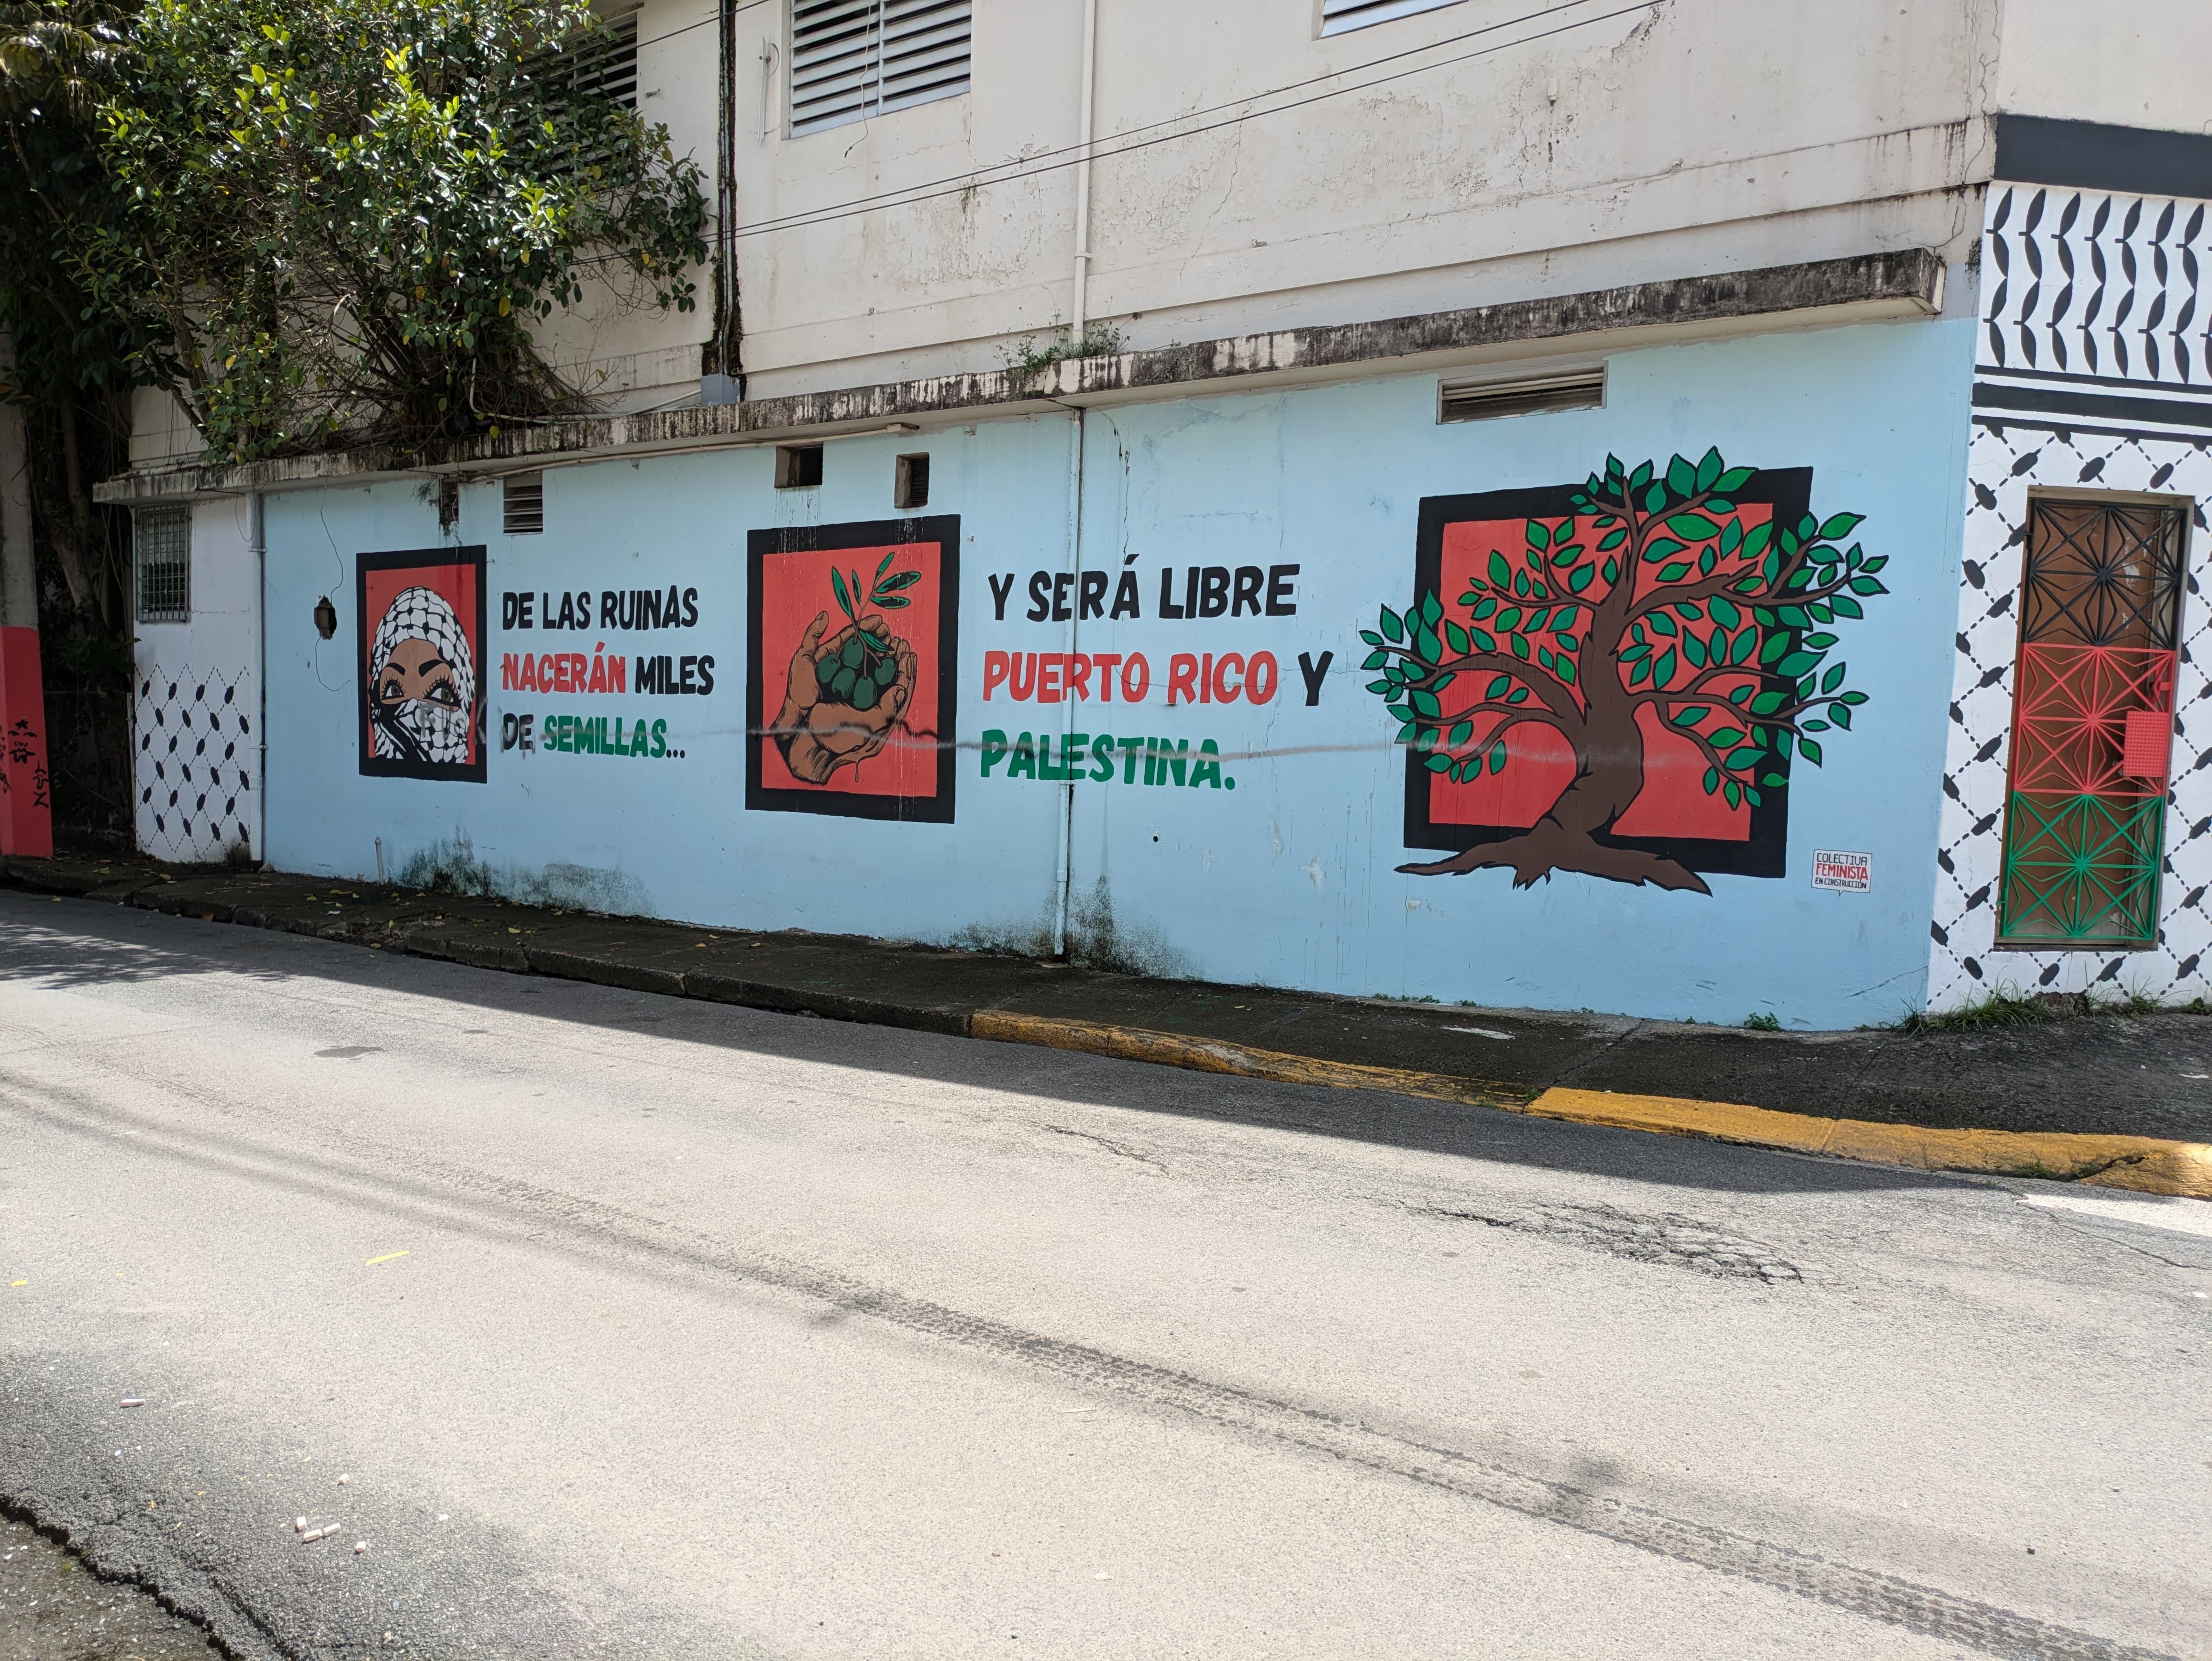 DE LAS RUINAS
NACERÁN MILES
DE SEMILLAS...
Y SERÁ LIBRE
PUERTO RICO Y
PALESTINA.
COLECTIVA
FEMINISTA
EN CONSTRUCCIÓN